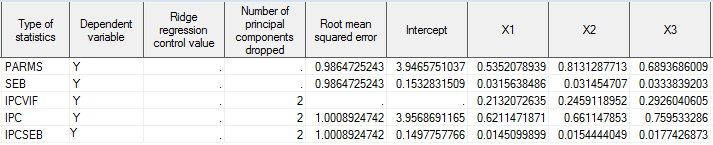 Type of statistics Dependent variable Ridge regression control value Number of principal components dropped Root mean squared error Intercept X1 X2 X3
PARMS Y . . 0.9864725243 3.9465751037 0.5352078939 0.8131287713 0.6893686009
SEB Y . . 0.9864725243 0.1532831509 0.0315638486 0.031454707 0.0333839203
IPCVIF Y . 2 . . 0.2132072635 0.2459118952 0.2926040605
IPC Y . 2 1.0008924742 3.9568691165 0.6211471871 0.661147853 0.759533286
IPCSEB Y . 2 1.0008924742 0.1497757766 0.0145099899 0.0154444049 0.0177426873